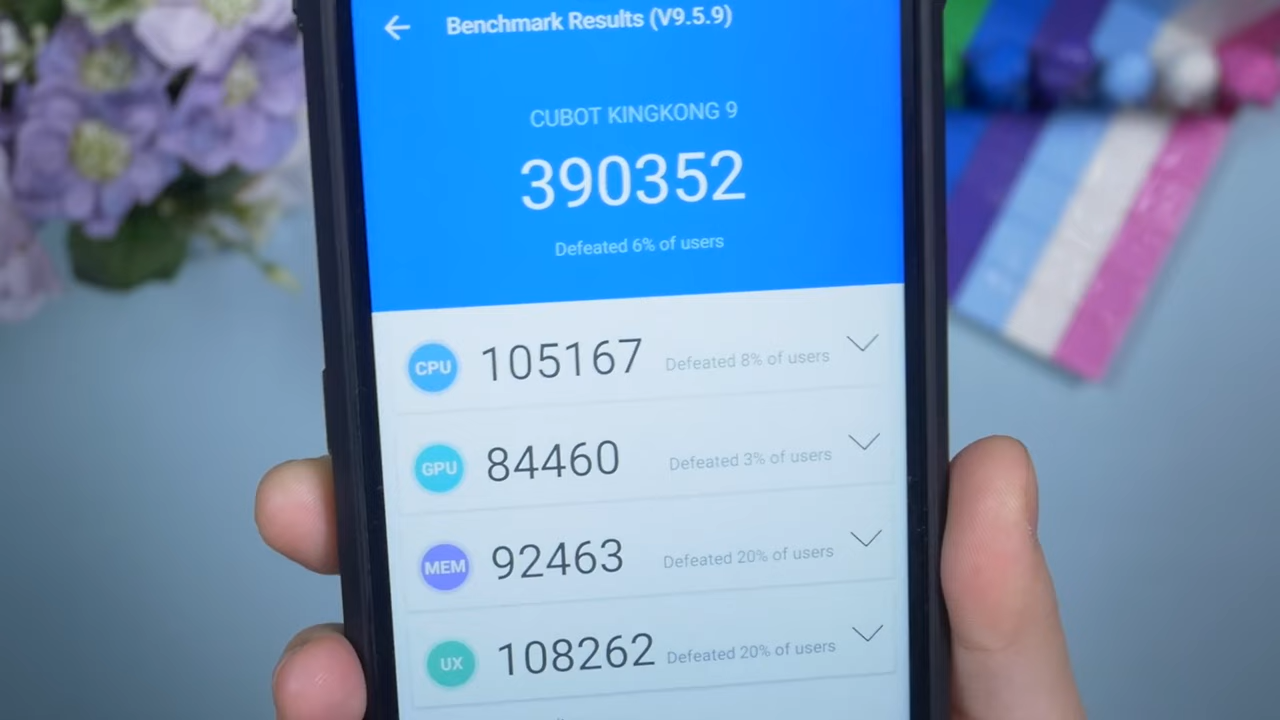 Benchmark Results (V9.5.9)
CUBOT KINGKONG 9
390352
Defeated 6% of users
CPU 105167 Defeated 8% of users
GPU 84460 Defeated 3% of users
MEM 92463 Defeated 20% of users
UX 108262 Defeated 20% of users